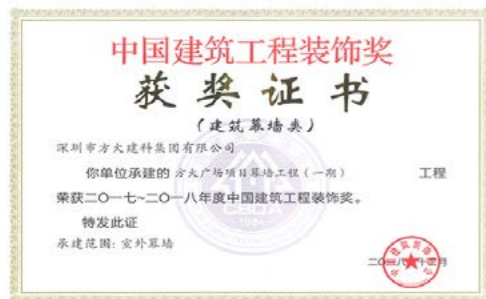 中国建筑工程装饰奖
获奖证书
(建筑幕墙类)
深圳市方大建科集团有限公司
你单位承建的 方大广场项目幕墙工程(一期) 工程
荣获二〇一七~二〇一八年度中国建筑工程装饰奖。
特发此证
承建范围: 室外幕墙